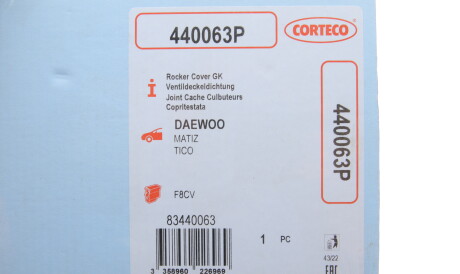 440063P
CORTECO
Rocker Cover GK
Ventildeckeldichtung
Joint Cache Culbuteurs
Copritestata
440063P
DAEWOO
MATIZ
TICO
F8CV
83440063
1 PC
43/22
EAC
3 358960 226969